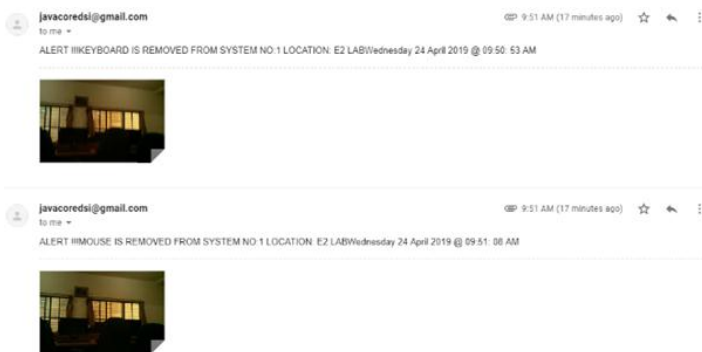 javacoredsi@gmail.com 9:51 AM (17 minutes ago)
to me
ALERT !!!KEYBOARD IS REMOVED FROM SYSTEM NO:1 LOCATION: E2 LABWednesday 24 April 2019 @ 09:50: 53 AM
javacoredsi@gmail.com 9:51 AM (17 minutes ago)
to me
ALERT !!!MOUSE IS REMOVED FROM SYSTEM NO 1 LOCATION: E2 LABWednesday 24 April 2019 @ 09:51: 08 AM